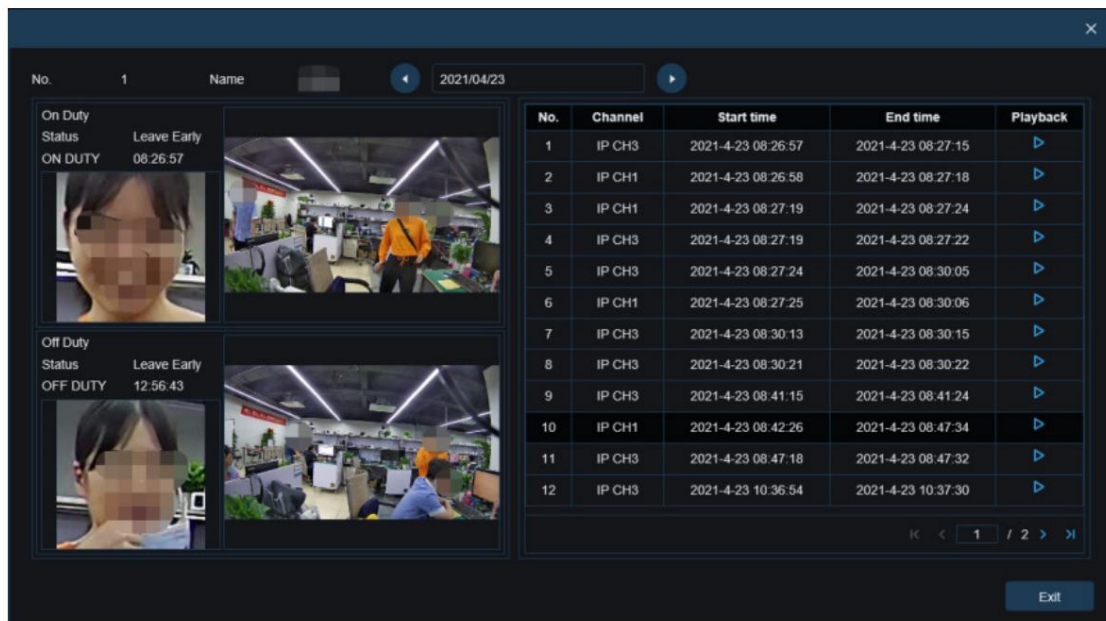 No. 1 Name 2021/04/23
On Duty
Status Leave Early
ON DUTY 08:26:57
Off Duty
Status Leave Early
OFF DUTY 12:56:43
No. Channel Start time End time Playback
1 IP CH3 2021-4-23 08:26:57 2021-4-23 08:27:15
2 IP CH1 2021-4-23 08:26:58 2021-4-23 08:27:18
3 IP CH1 2021-4-23 08:27:19 2021-4-23 08:27:24
4 IP CH3 2021-4-23 08:27:19 2021-4-23 08:27:22
5 IP CH3 2021-4-23 08:27:24 2021-4-23 08:30:05
6 IP CH1 2021-4-23 08:27:25 2021-4-23 08:30:06
7 IP CH3 2021-4-23 08:30:13 2021-4-23 08:30:15
8 IP CH3 2021-4-23 08:30:21 2021-4-23 08:30:22
9 IP CH3 2021-4-23 08:41:15 2021-4-23 08:41:24
10 IP CH1 2021-4-23 08:42:26 2021-4-23 08:47:34
11 IP CH3 2021-4-23 08:47:18 2021-4-23 08:47:32
12 IP CH3 2021-4-23 10:36:54 2021-4-23 10:37:30
1 / 2
Exit